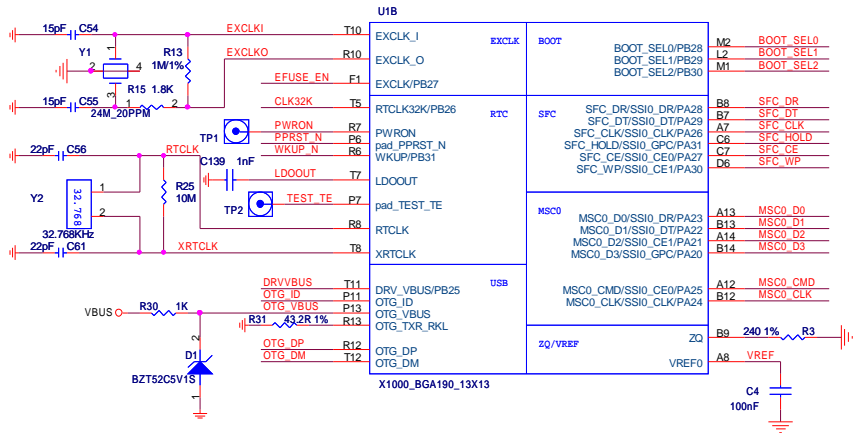 U1B
15pF C54 EXCLKI T10 EXCLK_I EXCLK BOOT BOOT_SEL0/PB28 M2 BOOT_SEL0
Y1 1 2 4 3 R13 1M/1% EXCLKO R10 EXCLK_O BOOT_SEL1/PB29 L2 BOOT_SEL1
BOOT_SEL2/PB30 M1 BOOT_SEL2
EFUSE_EN F1 EXCLK/PB27
R15 1.8K
15pF C55 1 2 CLK32K T5 RTCLK32K/PB26 RTC SFC SFC_DR/SSI0_DR/PA28 B8 SFC_DR
24M_20PPM SFC_DT/SSI0_DT/PA29 B7 SFC_DT
TP1 PWRON R7 PWRON SFC_CLK/SSI0_CLK/PA26 A7 SFC_CLK
PPRST_N P6 pad_PPRST_N SFC_HOLD/SSI0_GPC/PA31 C6 SFC_HOLD
22pF C56 RTCLK WKUP_N R6 WKUP/PB31 SFC_CE/SSI0_CE0/PA27 C7 SFC_CE
C139 1nF SFC_WP/SSI0_CE1/PA30 D6 SFC_WP
LDOOUT T7 LDOOUT
Y2 32.768 1 2 R25 10M
TP2 TEST_TE P7 pad_TEST_TE MSC0 MSC0_D0/SSI0_DR/PA23 A13 MSC0_D0
R8 RTCLK MSC0_D1/SSI0_DT/PA22 B13 MSC0_D1
32.768KHz MSC0_D2/SSI0_CE1/PA21 A14 MSC0_D2
22pF C61 XRTCLK T8 XRTCLK MSC0_D3/SSI0_GPC/PA20 B14 MSC0_D3
USB
DRVVBUS T11 DRV_VBUS/PB25 MSC0_CMD/SSI0_CE0/PA25 A12 MSC0_CMD
OTG_ID P11 OTG_ID MSC0_CLK/SSI0_CLK/PA24 B12 MSC0_CLK
VBUS R30 1K OTG_VBUS P13 OTG_VBUS
R31 43.2R 1% R13 OTG_TXR_RKL
ZQ/VREF ZQ B9 240 1% R3
OTG_DP R12 OTG_DP
OTG_DM T12 OTG_DM VREF0 A8 VREF
2 D1 1
BZT52C5V1S
X1000_BGA190_13X13
C4
100nF